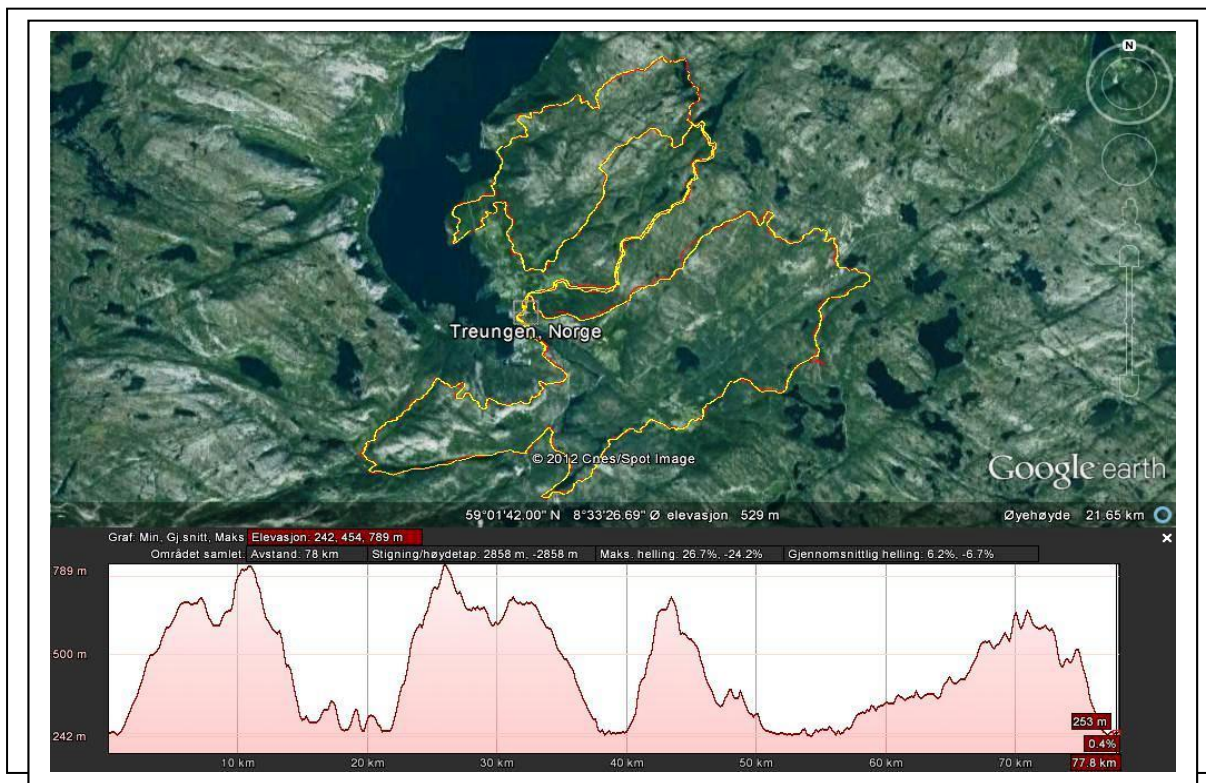 N
Treungen, Norge
© 2012 Cnes/Spot Image
Google earth
59°01'42.00" N 8°33'26.69" Ø elevasjon 529 m
Øyehøyde 21.65 km
Graf: Min, Gj snitt, Maks Elevasjon: 242, 454, 789 m
Området samlet: Avstand: 78 km Stigning/høydetap: 2858 m, -2858 m Maks. helling: 26.7%, -24.2% Gjennomsnittlig helling: 6.2%, -6.7%
789 m
500 m
242 m
253 m
0.4%
10 km 20 km 30 km 40 km 50 km 60 km 70 km 77.8 km